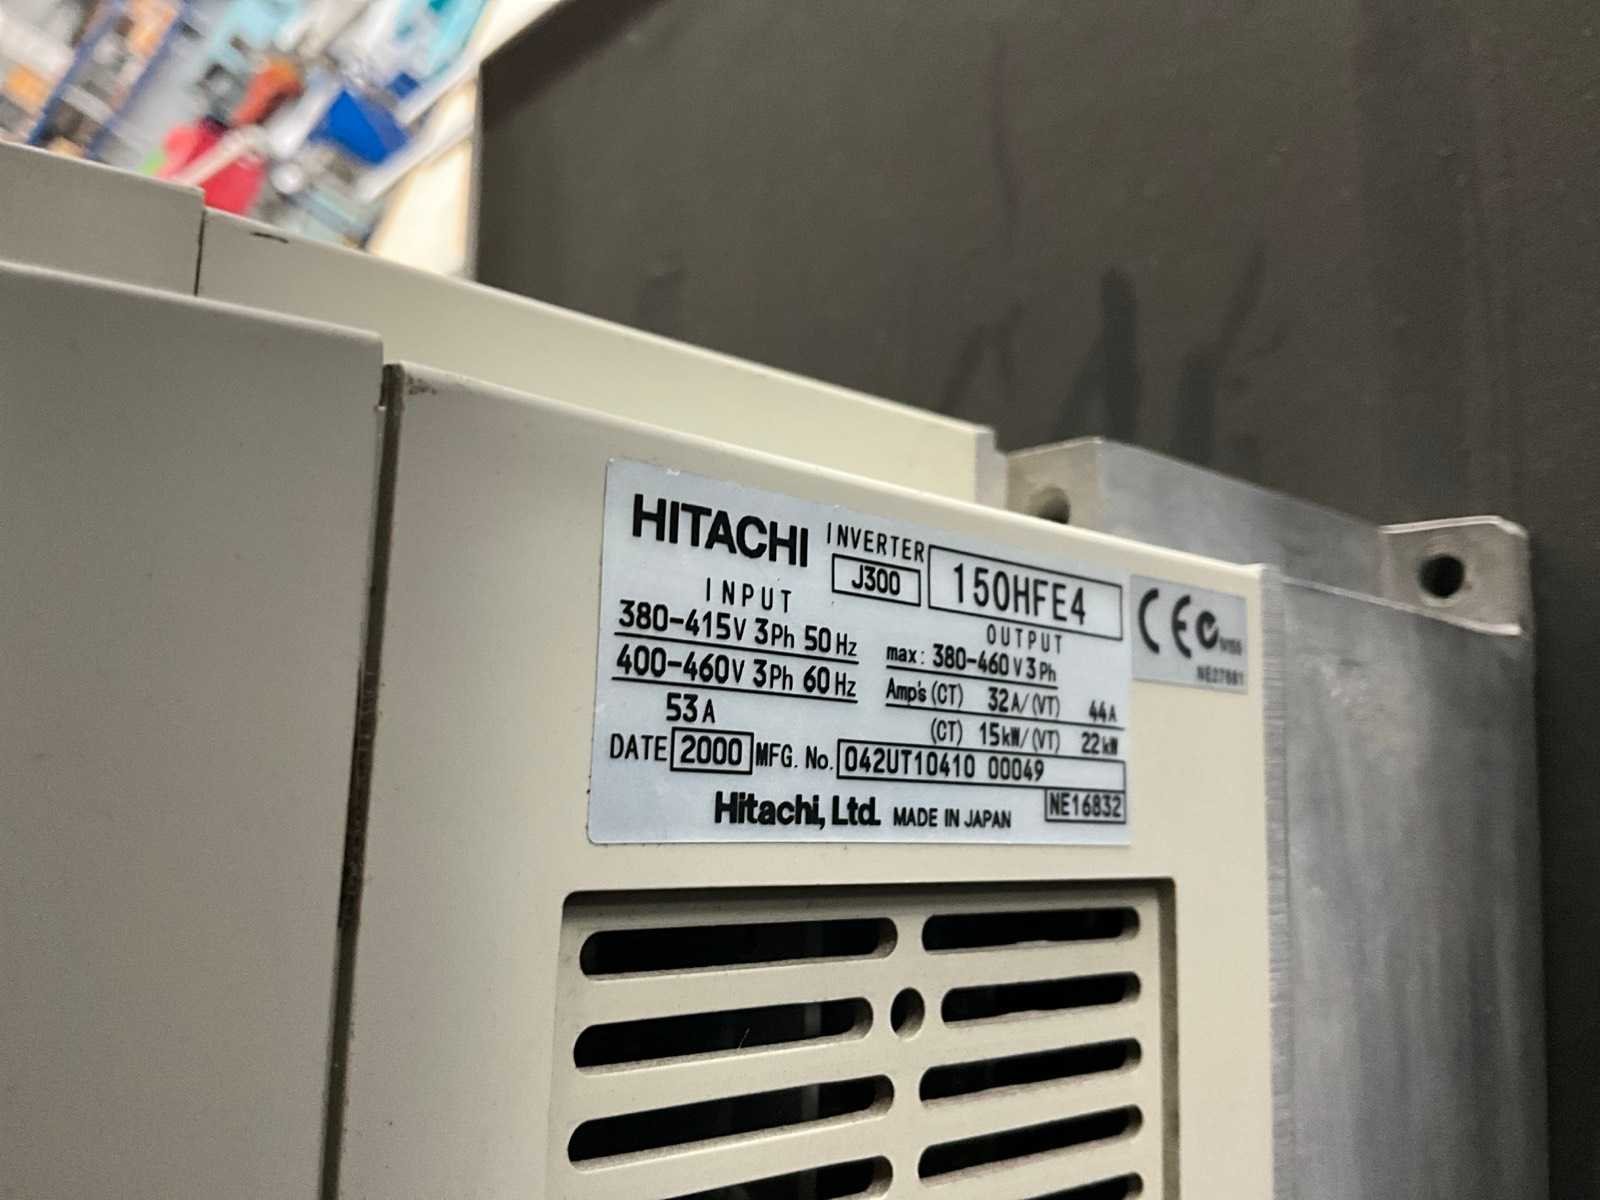 HITACHI INVERTER
J300 150HFE4
INPUT
380-415V 3Ph 50Hz
400-460V 3Ph 60Hz
53A
OUTPUT
max: 380-460V 3Ph
Amp's (CT) 32A/(VT) 44A
(CT) 15kW/(VT) 22kW
DATE 2000 MFG. No. 042UT10410 00049
Hitachi, Ltd. MADE IN JAPAN NE16832
CE